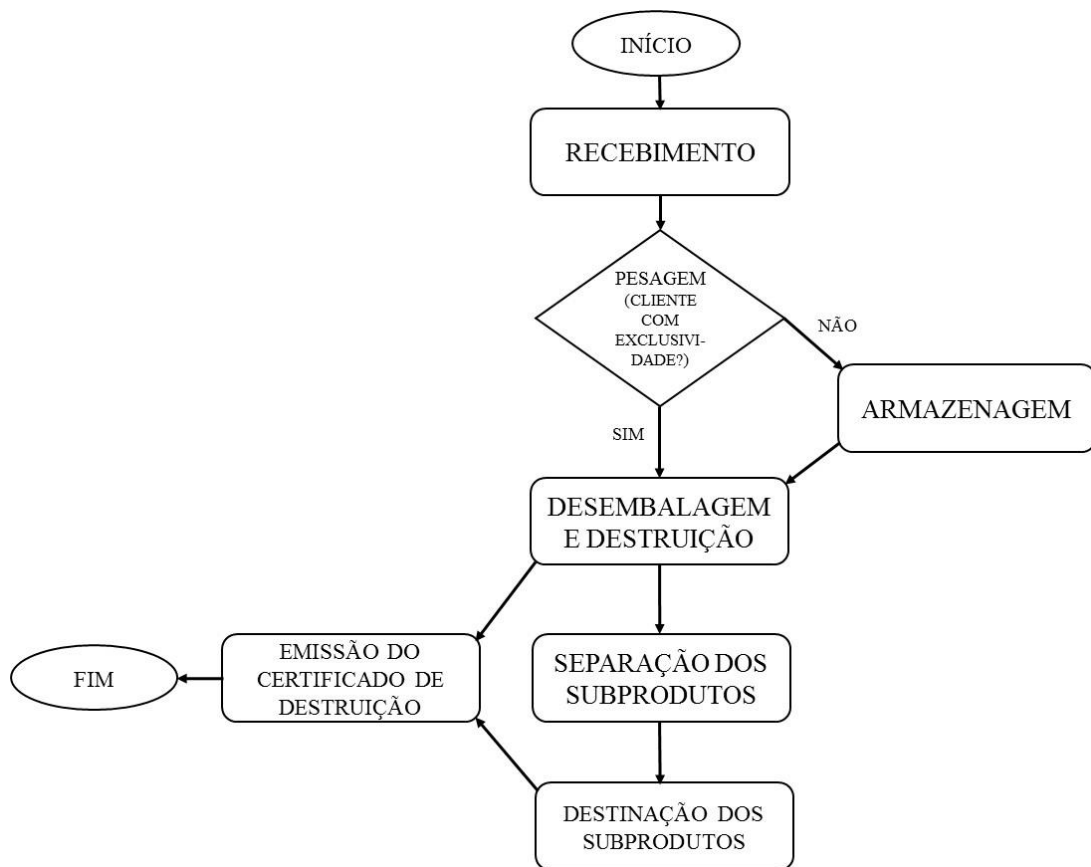 INÍCIO
RECEBIMENTO
PESAGEM
(CLIENTE
COM
EXCLUSIVI-
DADE?)
NÃO
ARMAZENAGEM
SIM
DESEMBALAGEM
E DESTRUIÇÃO
EMISSÃO DO
CERTIFICADO DE
DESTRUIÇÃO
FIM
SEPARAÇÃO DOS
SUBPRODUTOS
DESTINAÇÃO DOS
SUBPRODUTOS